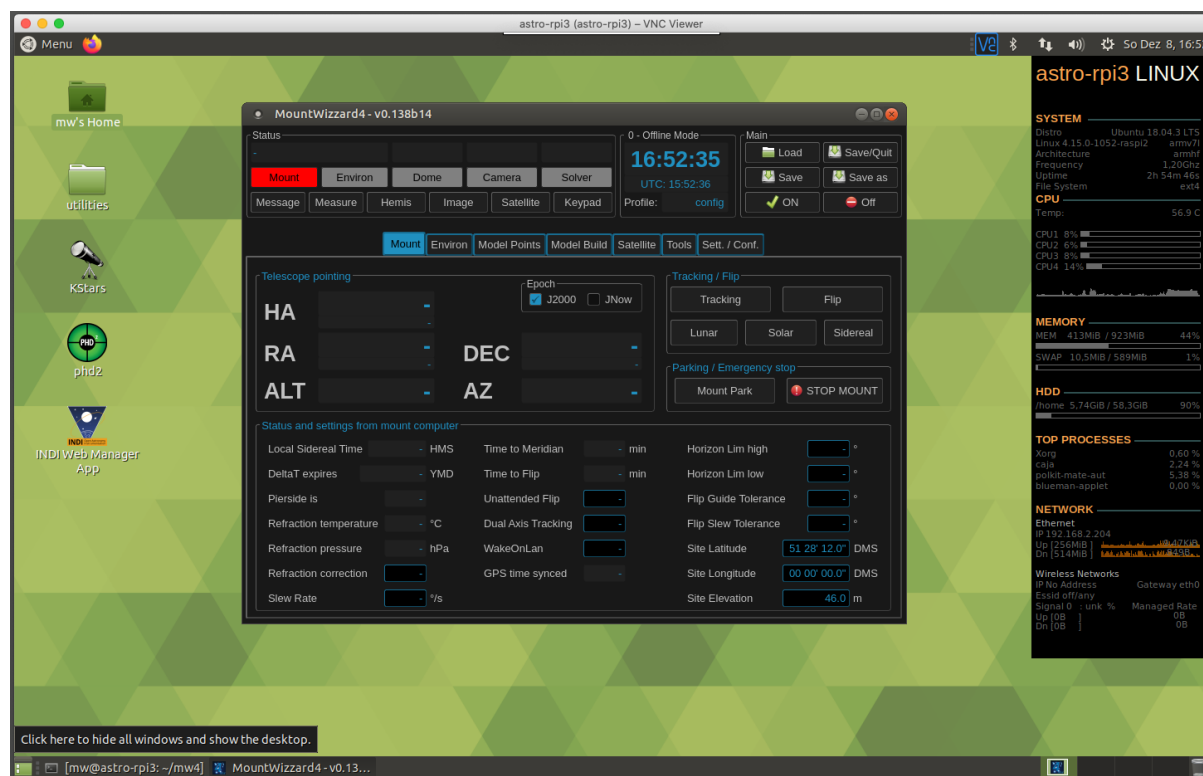 astro-rpi3 (astro-rpi3) – VNC Viewer
Menu
So Dez 8, 16:5
mw's Home
utilities
KStars
PHD
phd2
INDI
INDI Web Manager
App
MountWizzard4 - v0.138b14
Status
-
Mount Environ Dome Camera Solver
Message Measure Hemis Image Satellite Keypad
0 - Offline Mode
16:52:35
UTC: 15:52:36
Profile: config
Main
Load Save/Quit
Save Save as
ON Off
Mount Environ Model Points Model Build Satellite Tools Sett. / Conf.
Telescope pointing
Epoch
J2000 JNow
HA - -
RA - - DEC - -
ALT - AZ -
Tracking / Flip
Tracking Flip
Lunar Solar Sidereal
Parking / Emergency stop
Mount Park STOP MOUNT
Status and settings from mount computer
Local Sidereal Time - HMS Time to Meridian - min Horizon Lim high - °
DeltaT expires - YMD Time to Flip - min Horizon Lim low - °
Pierside is - Unattended Flip - Flip Guide Tolerance - °
Refraction temperature - °C Dual Axis Tracking - Flip Slew Tolerance - °
Refraction pressure - hPa WakeOnLan - Site Latitude 51 28' 12.0" DMS
Refraction correction - GPS time synced - Site Longitude 00 00' 00.0" DMS
Slew Rate - °/s Site Elevation 46.0 m
astro-rpi3 LINUX
SYSTEM
Distro Ubuntu 18.04.3 LTS
Linux 4.15.0-1052-raspi2 armv7l
Architecture armhf
Frequency 1,20Ghz
Uptime 2h 54m 46s
File System ext4
CPU
Temp: 56.9 C
CPU1 8%
CPU2 6%
CPU3 8%
CPU4 14%
MEMORY
MEM 413MiB / 923MiB 44%
SWAP 10,5MiB / 589MiB 1%
HDD
/home 5,74GiB / 58,3GiB 90%
TOP PROCESSES
Xorg 0,60 %
caja 2,24 %
polkit-mate-aut 5,38 %
blueman-applet 0,00 %
NETWORK
Ethernet
IP 192.168.2.204
Up [256MiB ]
Dn [514MiB ]
Wireless Networks
IP No Address Gateway eth0
Essid off/any
Signal 0 : unk % Managed Rate
Up [0B ] 0B
Dn [0B ] 0B
Click here to hide all windows and show the desktop.
[mw@astro-rpi3: ~/mw4] MountWizzard4 - v0.13...